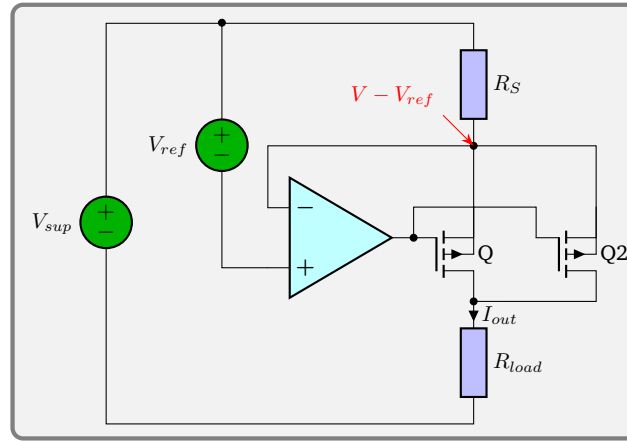 R_S
V − V_ref
V_ref
+
−
V_sup
+
−
−
+
Q
Q2
I_out
R_load